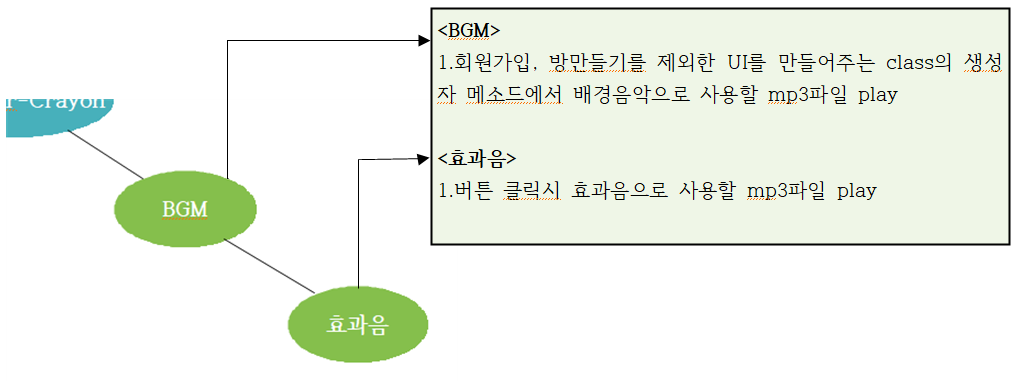 <BGM>
1.회원가입, 방만들기를 제외한 UI를 만들어주는 class의 생성
자 메소드에서 배경음악으로 사용할 mp3파일 play
<효과음>
1.버튼 클릭시 효과음으로 사용할 mp3파일 play
r-Crayon
BGM
효과음